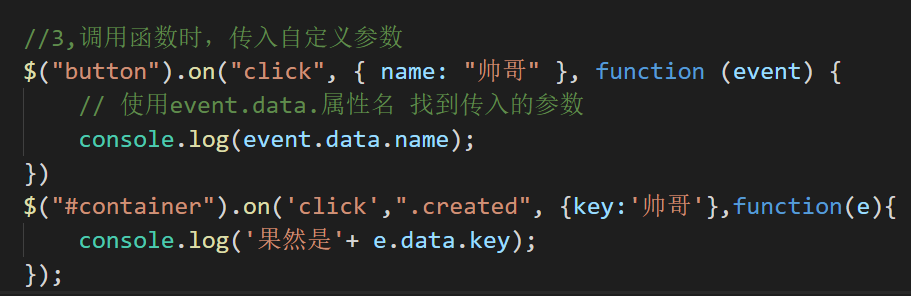 //3,调用函数时，传入自定义参数
$("button").on("click", { name: "帅哥" }, function (event) {
// 使用event.data.属性名 找到传入的参数
console.log(event.data.name);
})
$("#container").on('click',".created", {key:'帅哥'},function(e){
console.log('果然是'+ e.data.key);
});